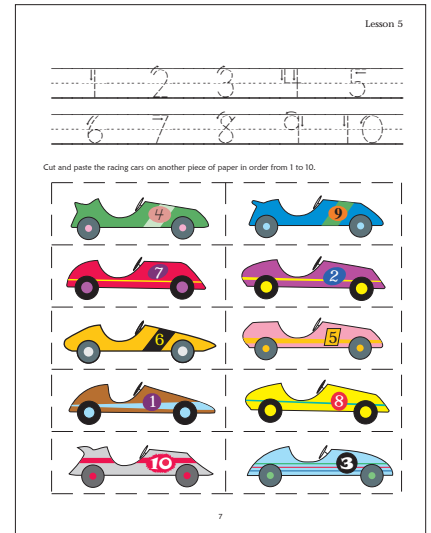 Lesson 5
1 2 3 4 5
6 7 8 9 10
Cut and paste the racing cars on another piece of paper in order from 1 to 10.
4
9
7
2
6
5
1
8
10
3
7